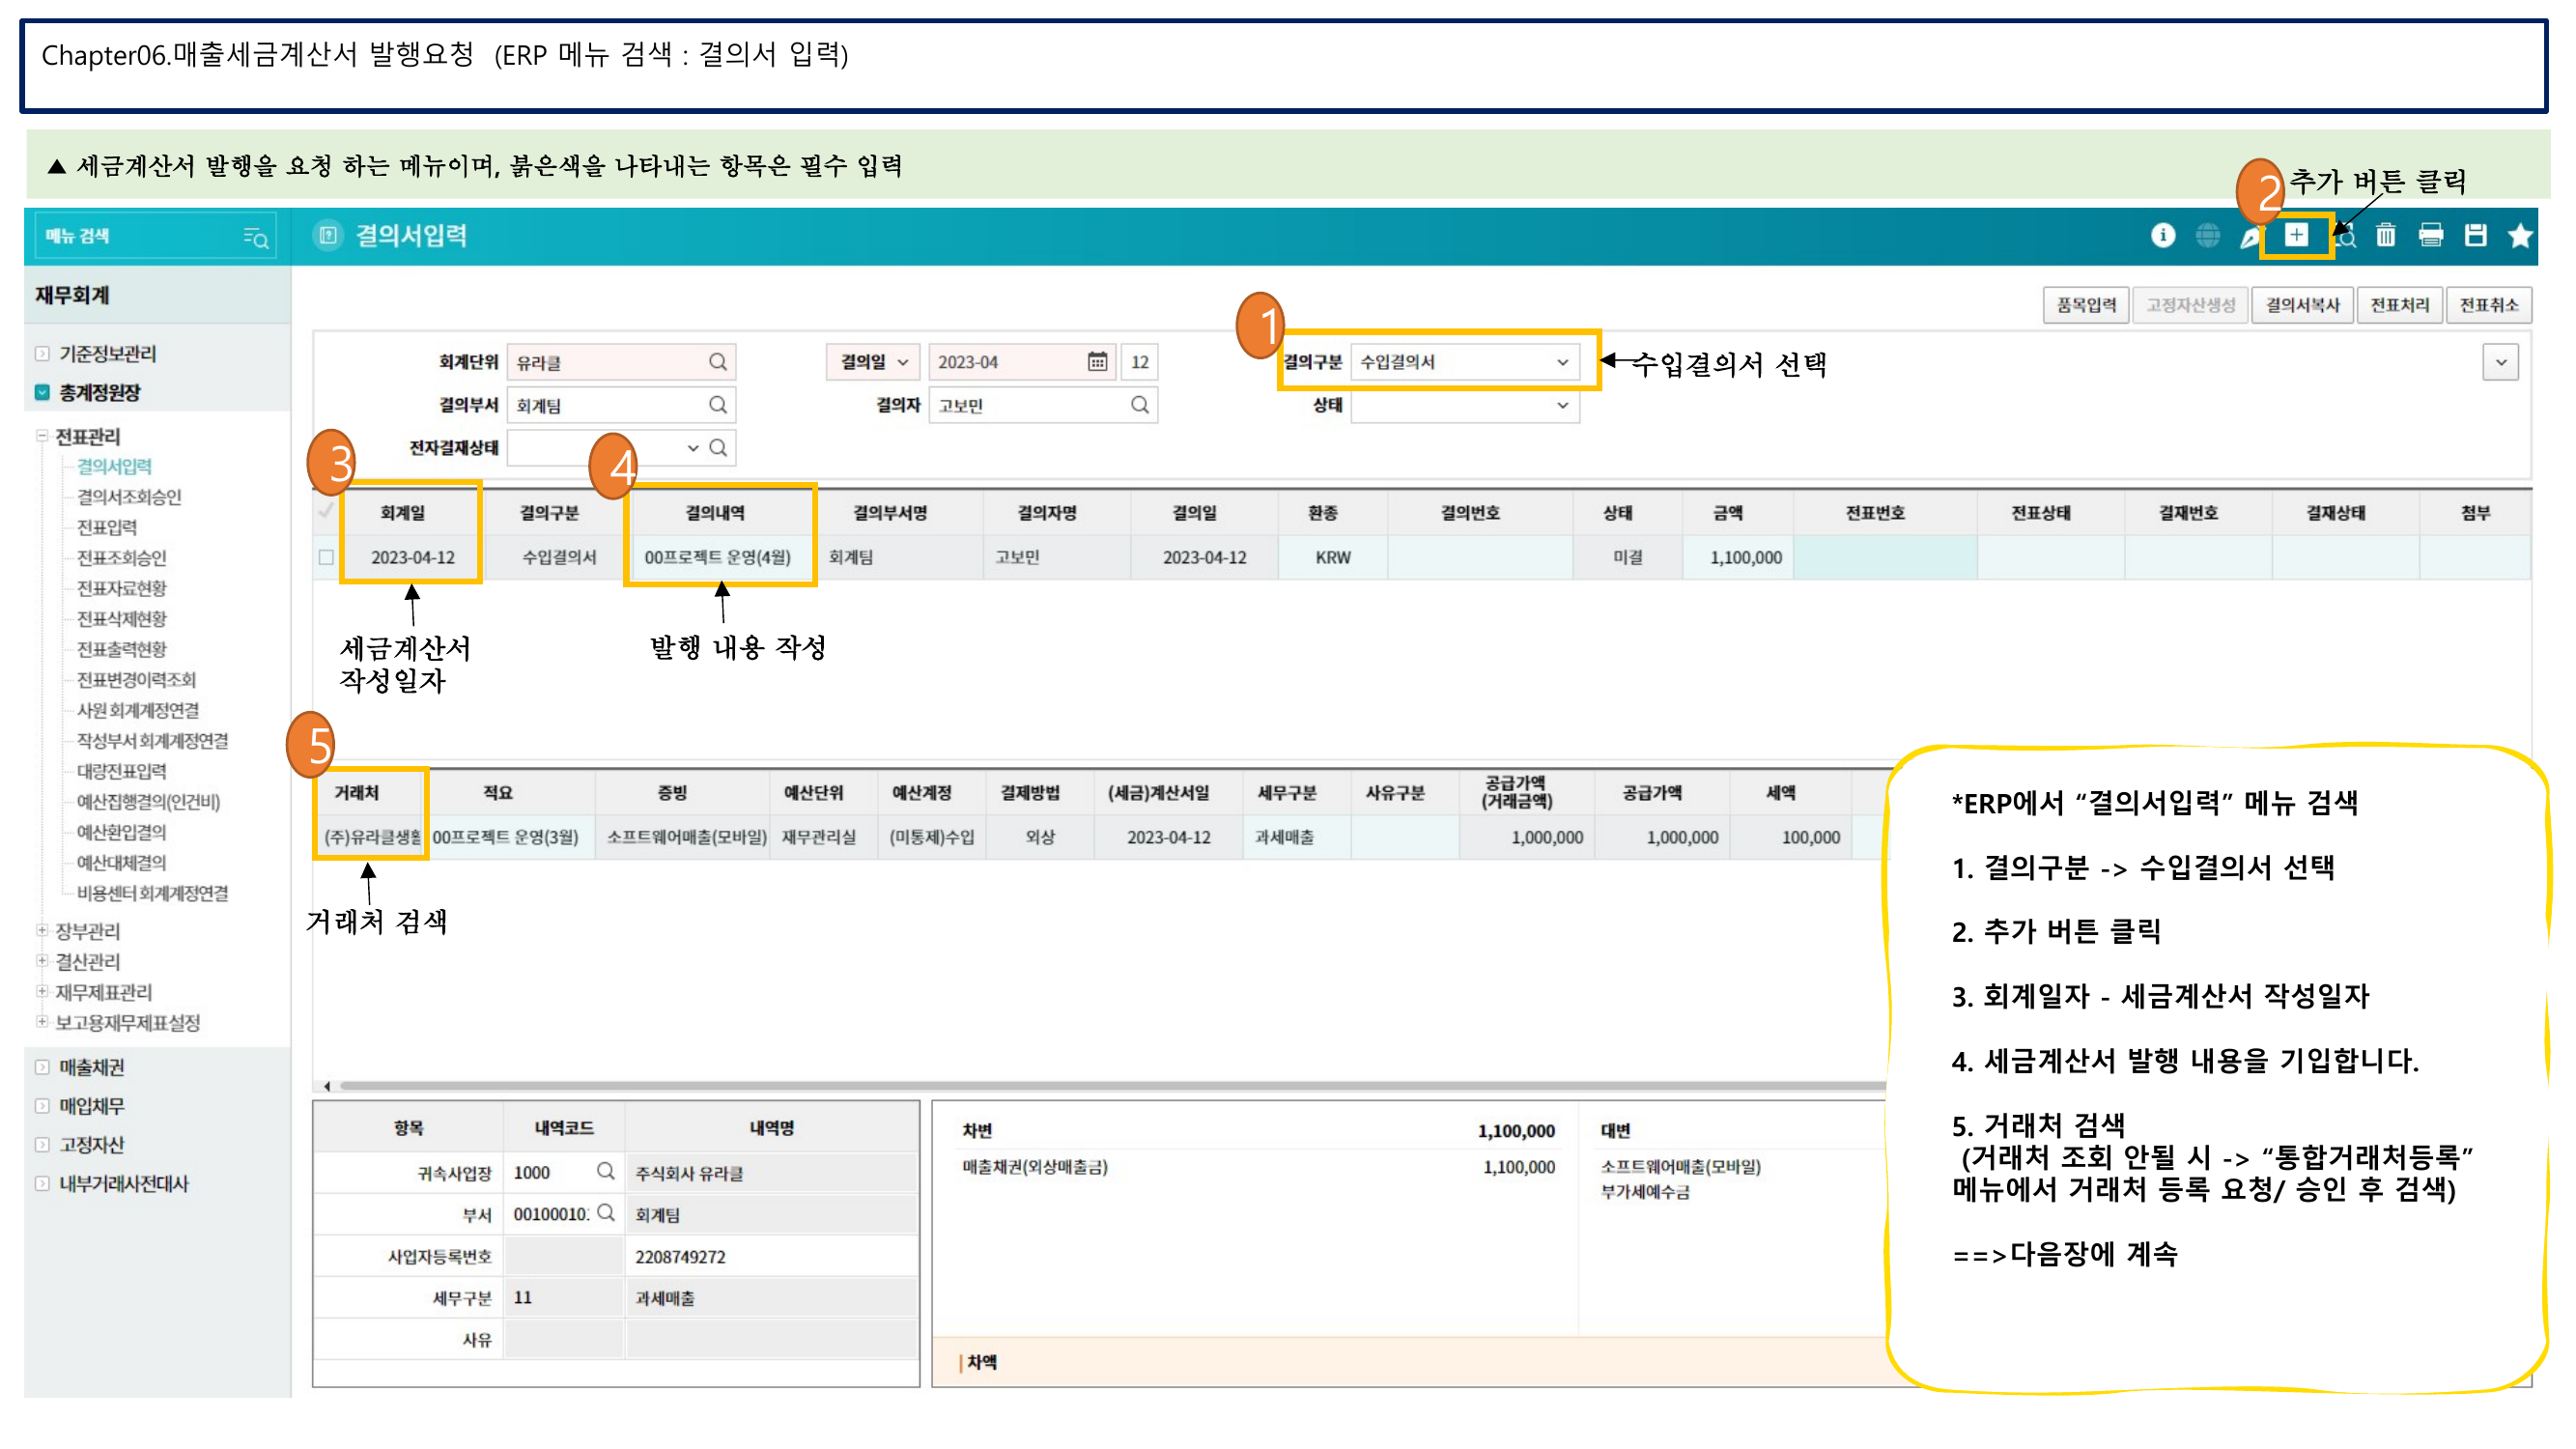 Chapter06.매출세금계산서 발행요청 (ERP 메뉴 검색 : 결의서 입력)
▲ 세금계산서 발행을 요청 하는 메뉴이며, 붉은색을 나타내는 항목은 필수 입력
2 추가 버튼 클릭
메뉴 검색
결의서입력
재무회계
품목입력 고정자산생성 결의서복사 전표처리 전표취소
1
기준정보관리
총계정원장
전표관리
결의서입력
결의서조회승인
전표입력
전표조회승인
전표자료현황
전표삭제현황
전표출력현황
전표변경이력조회
사원 회계계정연결
작성부서 회계계정연결
대량전표입력
예산집행결의(인건비)
예산환입결의
예산대체결의
비용센터 회계계정연결
장부관리
결산관리
재무제표관리
보고용재무제표설정
매출채권
매입채무
고정자산
내부거래사전대사
회계단위 유라클 결의일 2023-04 12 결의구분 수입결의서
수입결의서 선택
결의부서 회계팀 결의자 고보민 상태
전자결재상태
3 4
회계일 결의구분 결의내역 결의부서명 결의자명 결의일 환종 결의번호 상태 금액 전표번호 전표상태 결재번호 결재상태 첨부
2023-04-12 수입결의서 00프로젝트 운영(4월) 회계팀 고보민 2023-04-12 KRW 미결 1,100,000
세금계산서
작성일자
발행 내용 작성
5
거래처 적요 증빙 예산단위 예산계정 결제방법 (세금)계산서일 세무구분 사유구분 공급가액
(거래금액) 공급가액 세액
(주)유라클생활 00프로젝트 운영(3월) 소프트웨어매출(모바일) 재무관리실 (미통제)수입 외상 2023-04-12 과세매출 1,000,000 1,000,000 100,000
거래처 검색
항목 내역코드 내역명
귀속사업장 1000 주식회사 유라클
부서 00100010 회계팀
사업자등록번호 2208749272
세무구분 11 과세매출
사유
차변 1,100,000 대변
매출채권(외상매출금) 1,100,000 소프트웨어매출(모바일)
부가세예수금
차액
*ERP에서 “결의서입력” 메뉴 검색
1. 결의구분 -> 수입결의서 선택
2. 추가 버튼 클릭
3. 회계일자 - 세금계산서 작성일자
4. 세금계산서 발행 내용을 기입합니다.
5. 거래처 검색
(거래처 조회 안될 시 -> “통합거래처등록”
메뉴에서 거래처 등록 요청/ 승인 후 검색)
==>다음장에 계속